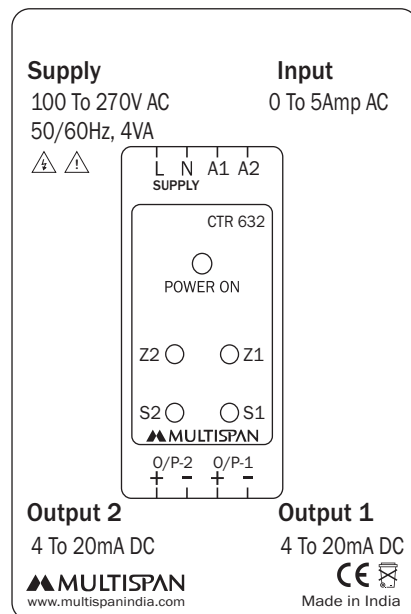 Supply
Input
100 To 270V AC
0 To 5Amp AC
50/60Hz, 4VA
L N A1 A2
SUPPLY
CTR 632
POWER ON
Z2 Z1
S2 S1
MULTISPAN
O/P-2 O/P-1
+ - + -
Output 2
Output 1
4 To 20mA DC
4 To 20mA DC
MULTISPAN
CE
www.multispanindia.com
Made in India